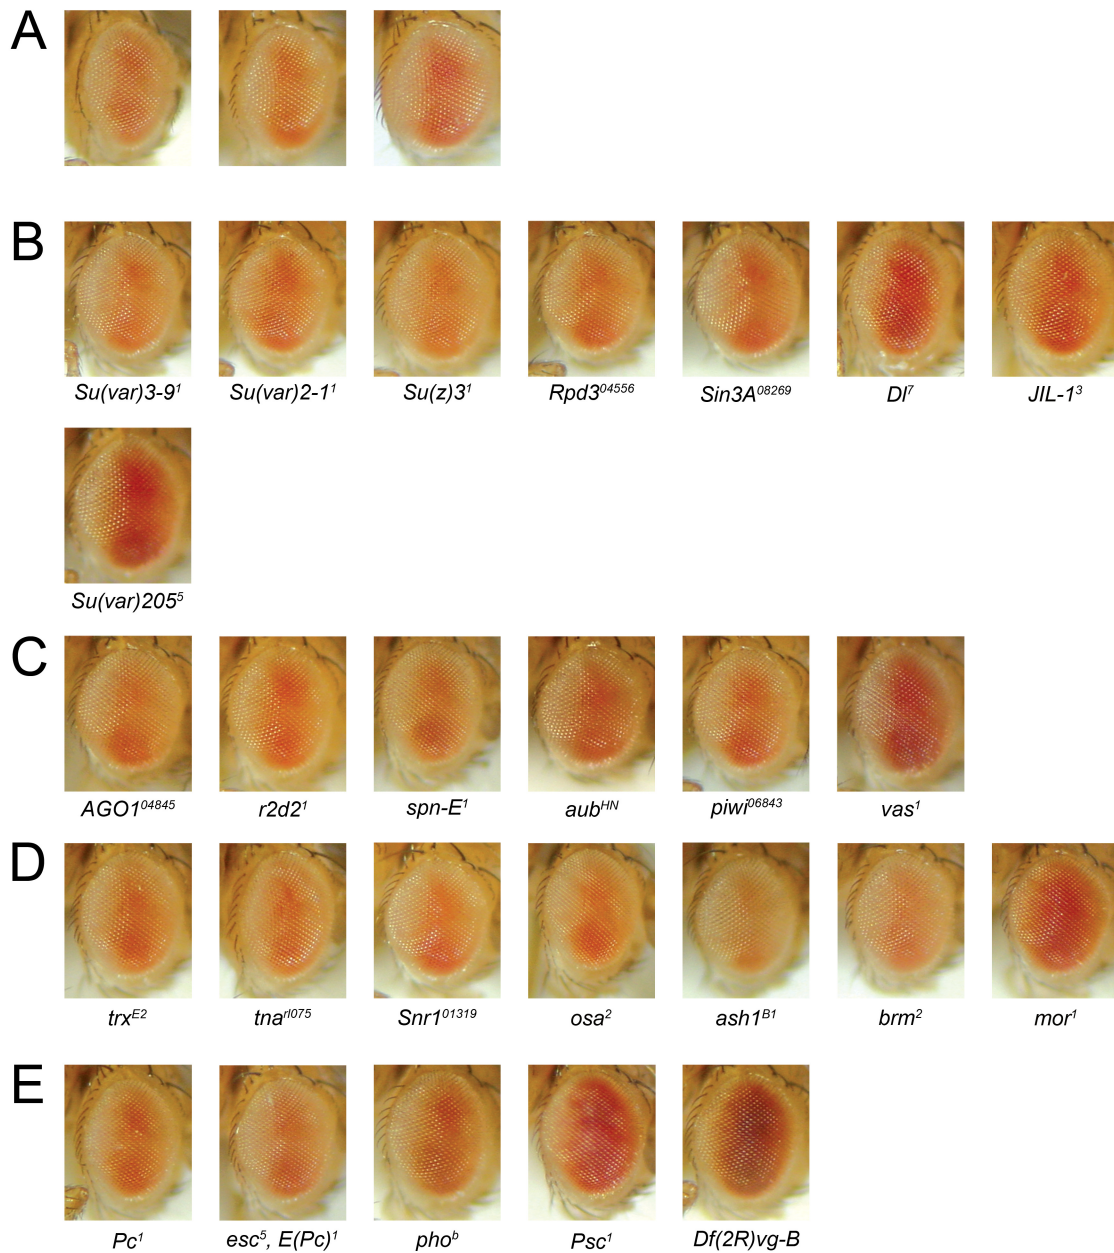 A
B
Su(var)3-9¹ Su(var)2-1¹ Su(z)3¹ Rpd3⁰⁴⁵⁵⁶ Sin3A⁰⁸²⁶⁹ Dl⁷ JIL-1³
Su(var)205⁵
C
AGO1⁰⁴⁸⁴⁵ r2d2¹ spn-E¹ aubᴴᴺ piwi⁰⁶⁸⁴³ vas¹
D
trxᴱ² tnaʳˡ⁰⁷⁵ Snr1⁰¹³¹⁹ osa² ash1ᴮ¹ brm² mor¹
E
Pc¹ esc⁵, E(Pc)¹ phoᵇ Psc¹ Df(2R)vg-B